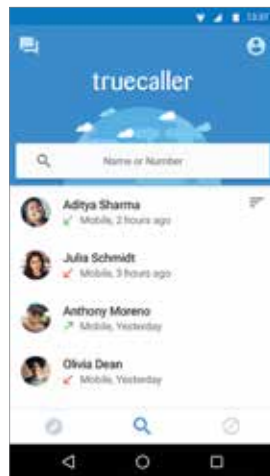 truecaller
Name or Number
Aditya Sharma
Mobile, 2 hours ago
Julia Schmidt
Mobile, 3 hours ago
Anthony Moreno
Mobile, Yesterday
Olivia Dean
Mobile, Yesterday